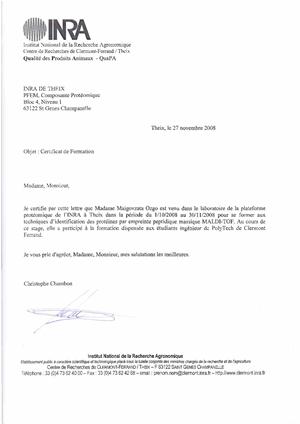 INRA
Institut National de la Recherche Agronomique
Centre de Recherches de Clermont-Ferrand / Theix
Qualité des Produits Animaux - QuaPA
INRA DE THEIX
PFEM, Composante Protéomique
Bloc 4, Niveau 1
63122 St Genès Champanelle
Theix, le 27 novembre 2008
Objet : Certificat de Formation
Madame, Monsieur,
Je certifie par cette lettre que Madame Malgovzata Ozgo est venu dans le laboratoire de la plateforme
protéomique de l'INRA à Theix dans la période du 1/10/2008 au 30/11/2008 pour se former aux
techniques d'identification des protéines par empreinte peptidique massique MALDI-TOF. Au cours de
ce stage, elle a participé à la formation dispensée aux étudiants ingénieur de PolyTech de Clermont
Ferrand.
Je vous prie d'agréer, Madame, Monsieur, mes salutations les meilleures.
Christophe Chambon
Institut National de la Recherche Agronomique
Etablissement public à caractère scientifique et technologique placé sous la tutelle conjointe des ministres chargés de la recherche et de l'agriculture
Centre de Recherches de CLERMONT-FERRAND / THEIX - F 63122 SAINT GENÈS CHAMPANELLE
Téléphone : 33 (0)4 73 62 40 00 - Fax : 33 (0)4 73 62 44 50 - email : prenom.nom@clermont.inra.fr - http://www.clermont.inra.fr